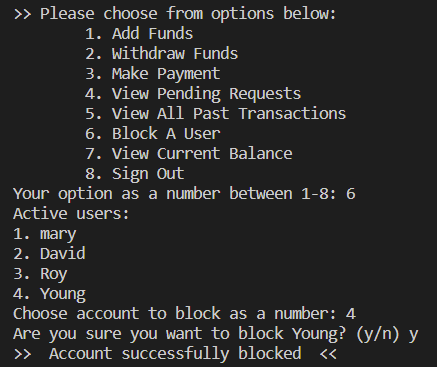 >> Please choose from options below:
1. Add Funds
2. Withdraw Funds
3. Make Payment
4. View Pending Requests
5. View All Past Transactions
6. Block A User
7. View Current Balance
8. Sign Out
Your option as a number between 1-8: 6
Active users:
1. mary
2. David
3. Roy
4. Young
Choose account to block as a number: 4
Are you sure you want to block Young? (y/n) y
>>  Account successfully blocked  <<